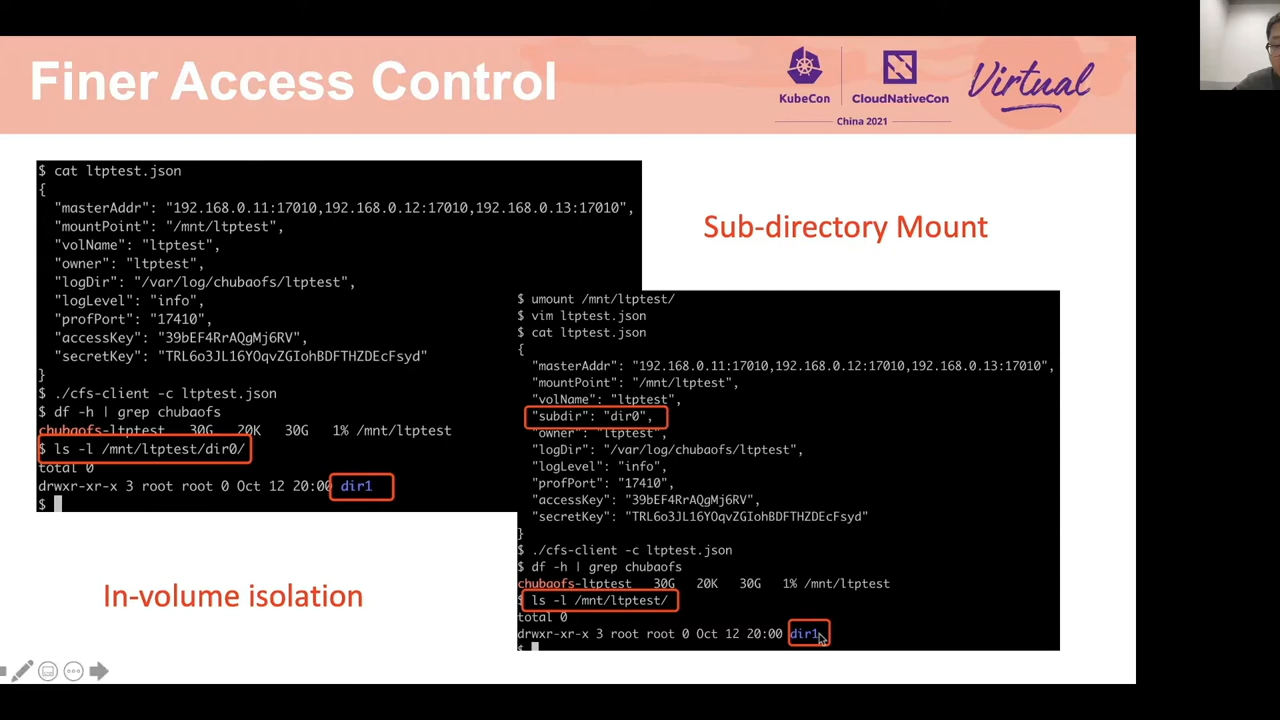 Finer Access Control
KubeCon
CloudNativeCon
China 2021
Virtual
$ cat ltptest.json
{
"masterAddr": "192.168.0.11:17010,192.168.0.12:17010,192.168.0.13:17010",
"mountPoint": "/mnt/ltptest",
"volName": "ltptest",
"owner": "ltptest",
"logDir": "/var/log/chubaofs/ltptest",
"logLevel": "info",
"profPort": "17410",
"accessKey": "39bEF4RrAQgMj6RV",
"secretKey": "TRL6o3JL16YOqvZGIohBDFTHZDEcFsyd"
}
$ ./cfs-client -c ltptest.json
$ df -h | grep chubaofs
chubaofs-ltptest 30G 20K 30G 1% /mnt/ltptest
$ ls -l /mnt/ltptest/dir0/
total 0
drwxr-xr-x 3 root root 0 Oct 12 20:00 dir1
$
Sub-directory Mount
$ umount /mnt/ltptest/
$ vim ltptest.json
$ cat ltptest.json
{
"masterAddr": "192.168.0.11:17010,192.168.0.12:17010,192.168.0.13:17010",
"mountPoint": "/mnt/ltptest",
"volName": "ltptest",
"subdir": "dir0",
"owner": "ltptest",
"logDir": "/var/log/chubaofs/ltptest",
"logLevel": "info",
"profPort": "17410",
"accessKey": "39bEF4RrAQgMj6RV",
"secretKey": "TRL6o3JL16YOqvZGIohBDFTHZDEcFsyd"
}
$ ./cfs-client -c ltptest.json
$ df -h | grep chubaofs
chubaofs-ltptest 30G 20K 30G 1% /mnt/ltptest
ls -l /mnt/ltptest/
total 0
drwxr-xr-x 3 root root 0 Oct 12 20:00 dir1
$
In-volume isolation